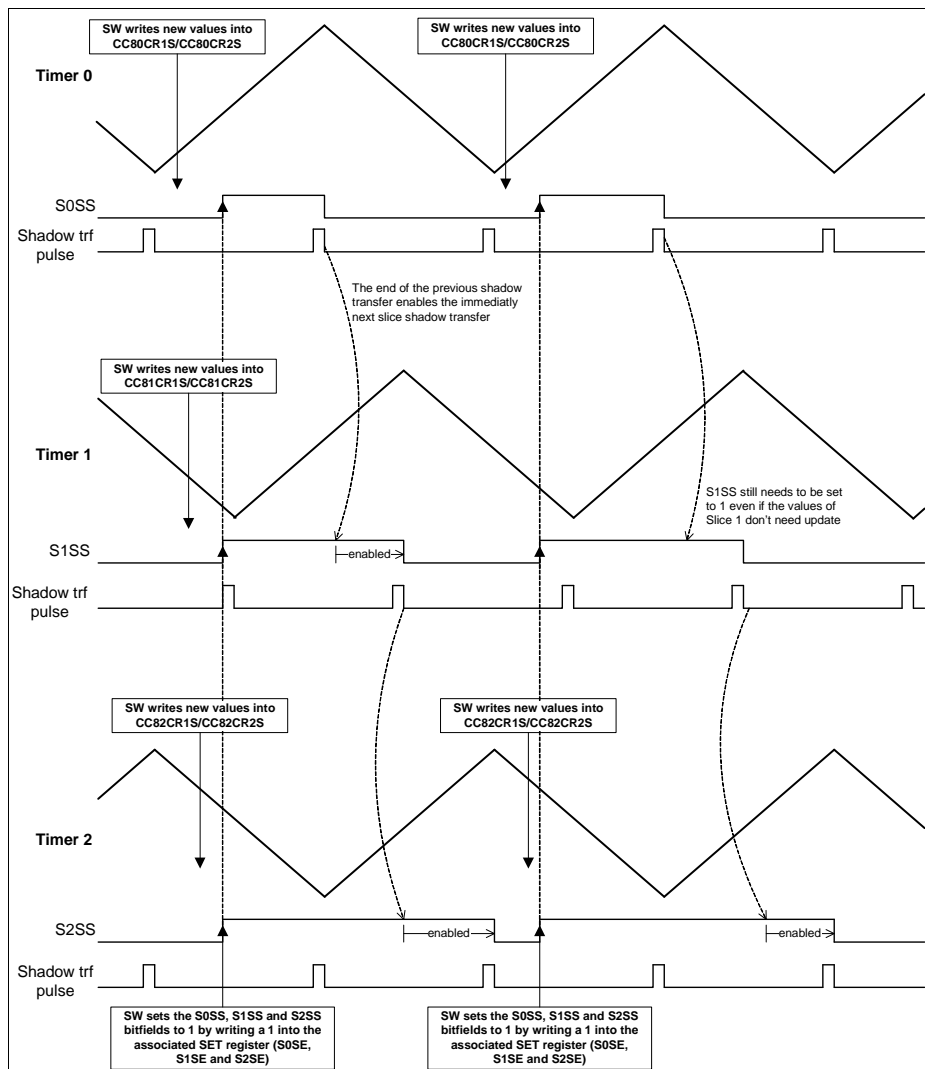 SW writes new values into
CC80CR1S/CC80CR2S
SW writes new values into
CC80CR1S/CC80CR2S
Timer 0
S0SS
Shadow trf
pulse
The end of the previous shadow
transfer enables the immediatly
next slice shadow transfer
SW writes new values into
CC81CR1S/CC81CR2S
Timer 1
S1SS still needs to be set
to 1 even if the values of
Slice 1 don't need update
S1SS
enabled
Shadow trf
pulse
SW writes new values into
CC82CR1S/CC82CR2S
SW writes new values into
CC82CR1S/CC82CR2S
Timer 2
S2SS
enabled
enabled
Shadow trf
pulse
SW sets the S0SS, S1SS and S2SS
bitfields to 1 by writing a 1 into the
associated SET register (S0SE,
S1SE and S2SE)
SW sets the S0SS, S1SS and S2SS
bitfields to 1 by writing a 1 into the
associated SET register (S0SE,
S1SE and S2SE)